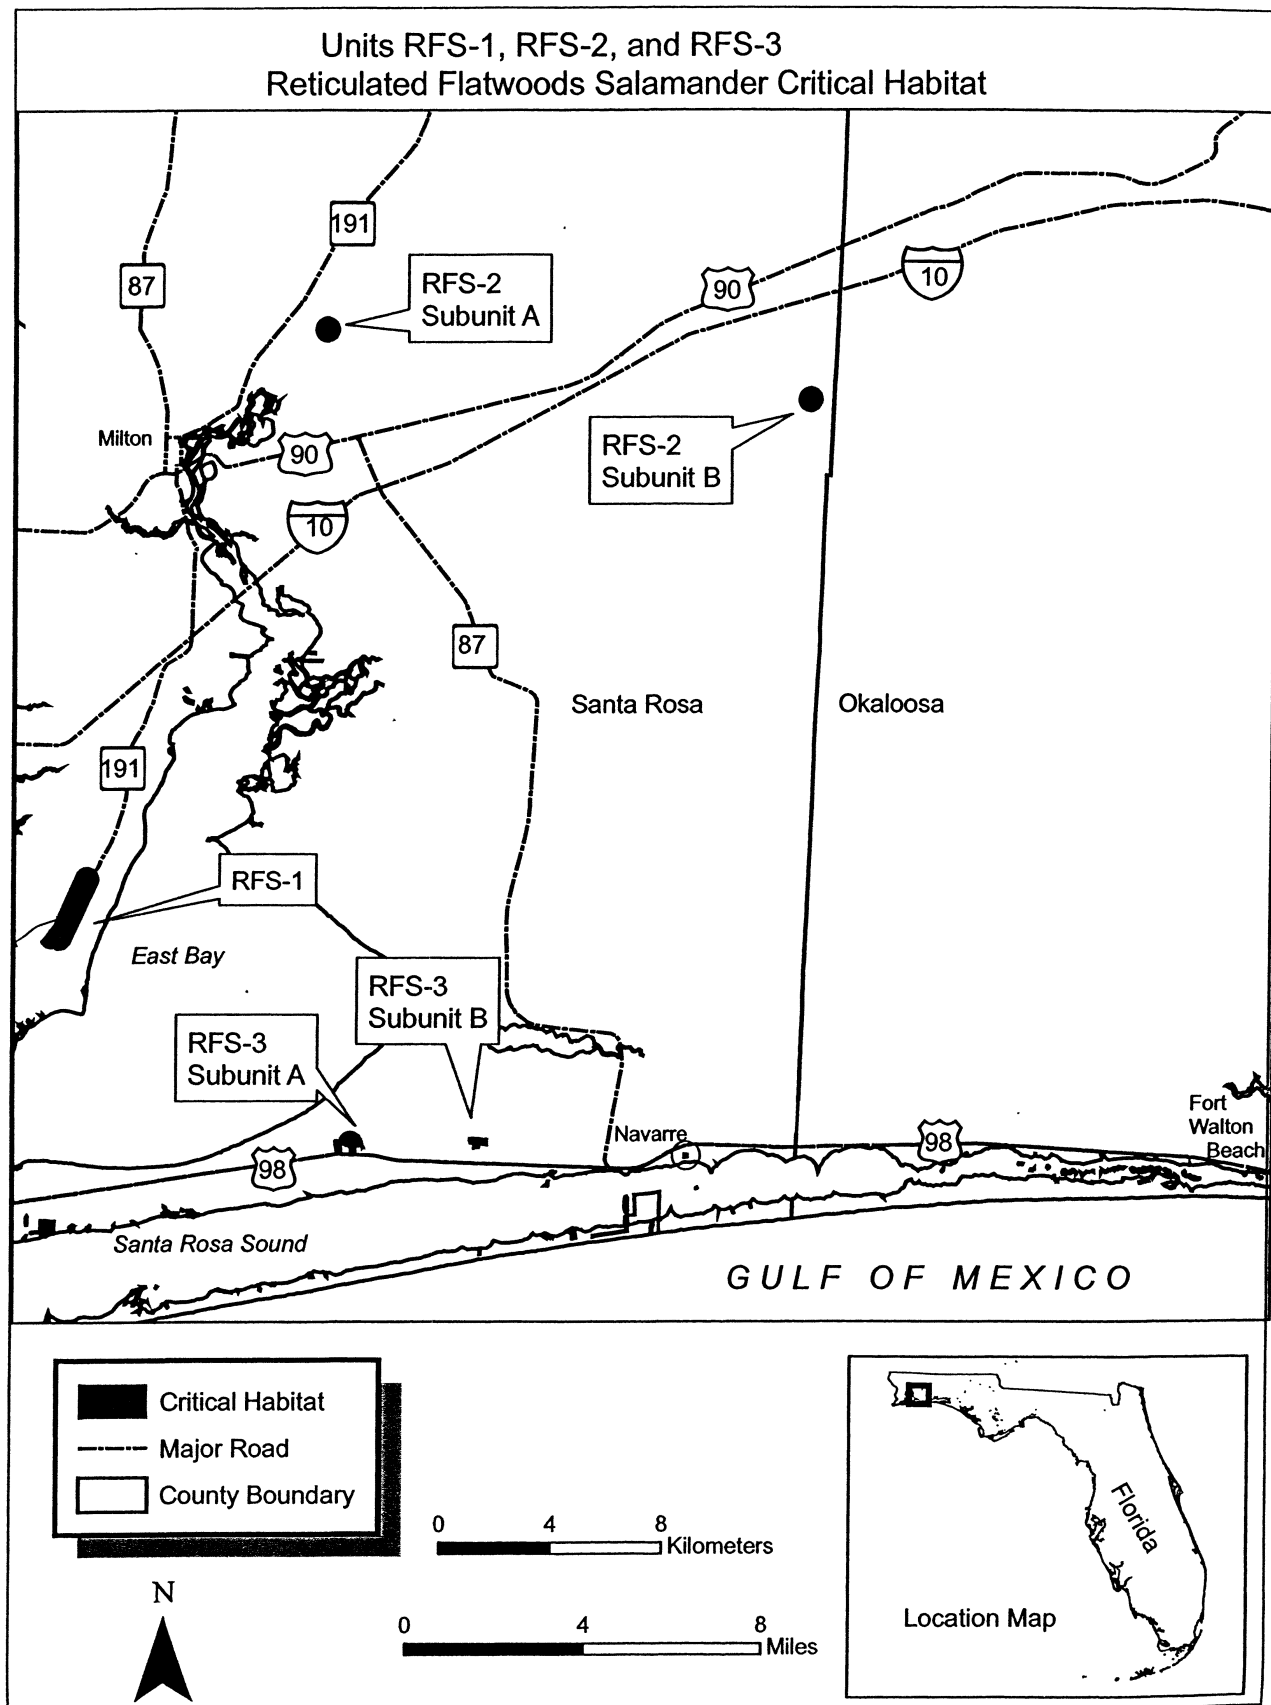 Units RFS-1, RFS-2, and RFS-3
Reticulated Flatwoods Salamander Critical Habitat
191
87
RFS-2
Subunit A
90
10
Milton
90
RFS-2
Subunit B
10
87
Santa Rosa
Okaloosa
191
RFS-1
East Bay
RFS-3
Subunit B
RFS-3
Subunit A
Fort
Walton
Beach
Navarre
98
98
Santa Rosa Sound
GULF OF MEXICO
Critical Habitat
Major Road
County Boundary
0 4 8
Kilometers
N
0 4 8
Miles
Florida
Location Map